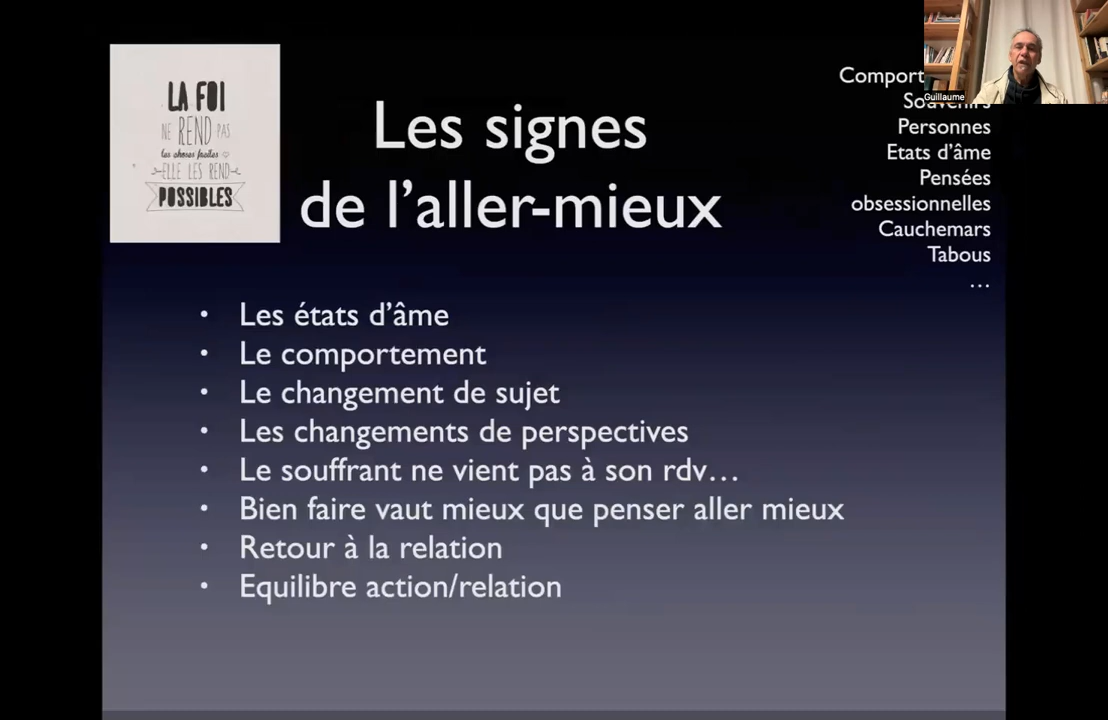 LA FOI
NE REND PAS
les choses faciles
ELLE LES REND
POSSIBLES
Les signes
de l’aller-mieux
Guillaume
Personnes
Etats d’âme
Pensées
obsessionnelles
Cauchemars
Tabous
…
• Les états d’âme
• Le comportement
• Le changement de sujet
• Les changements de perspectives
• Le souffrant ne vient pas à son rdv…
• Bien faire vaut mieux que penser aller mieux
• Retour à la relation
• Equilibre action/relation